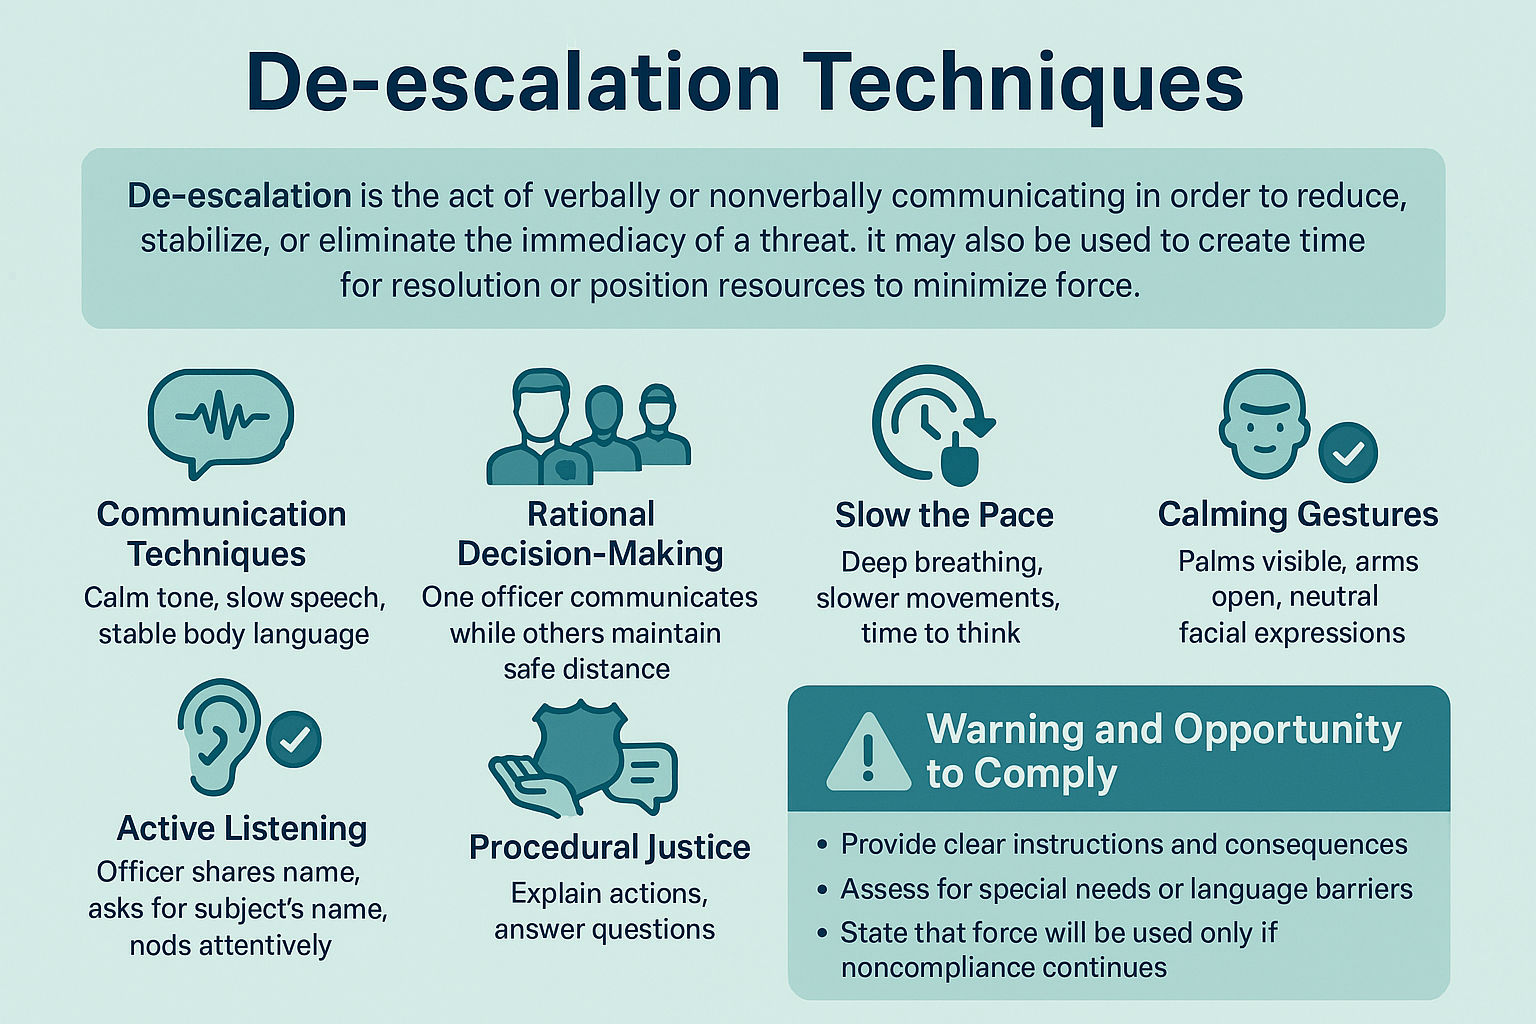 De-escalation Techniques
De-escalation is the act of verbally or nonverbally communicating in order to reduce,
stabilize, or eliminate the immediacy of a threat. it may also be used to create time
for resolution or position resources to minimize force.
Communication
Techniques
Calm tone, slow speech,
stable body language
Rational
Decision-Making
One officer communicates
while others maintain
safe distance
Slow the Pace
Deep breathing,
slower movements,
time to think
Calming Gestures
Palms visible, arms
open, neutral
facial expressions
Active Listening
Officer shares name,
asks for subject's name,
nods attentively
Procedural Justice
Explain actions,
answer questions
Warning and Opportunity
to Comply
• Provide clear instructions and consequences
• Assess for special needs or language barriers
• State that force will be used only if
noncompliance continues